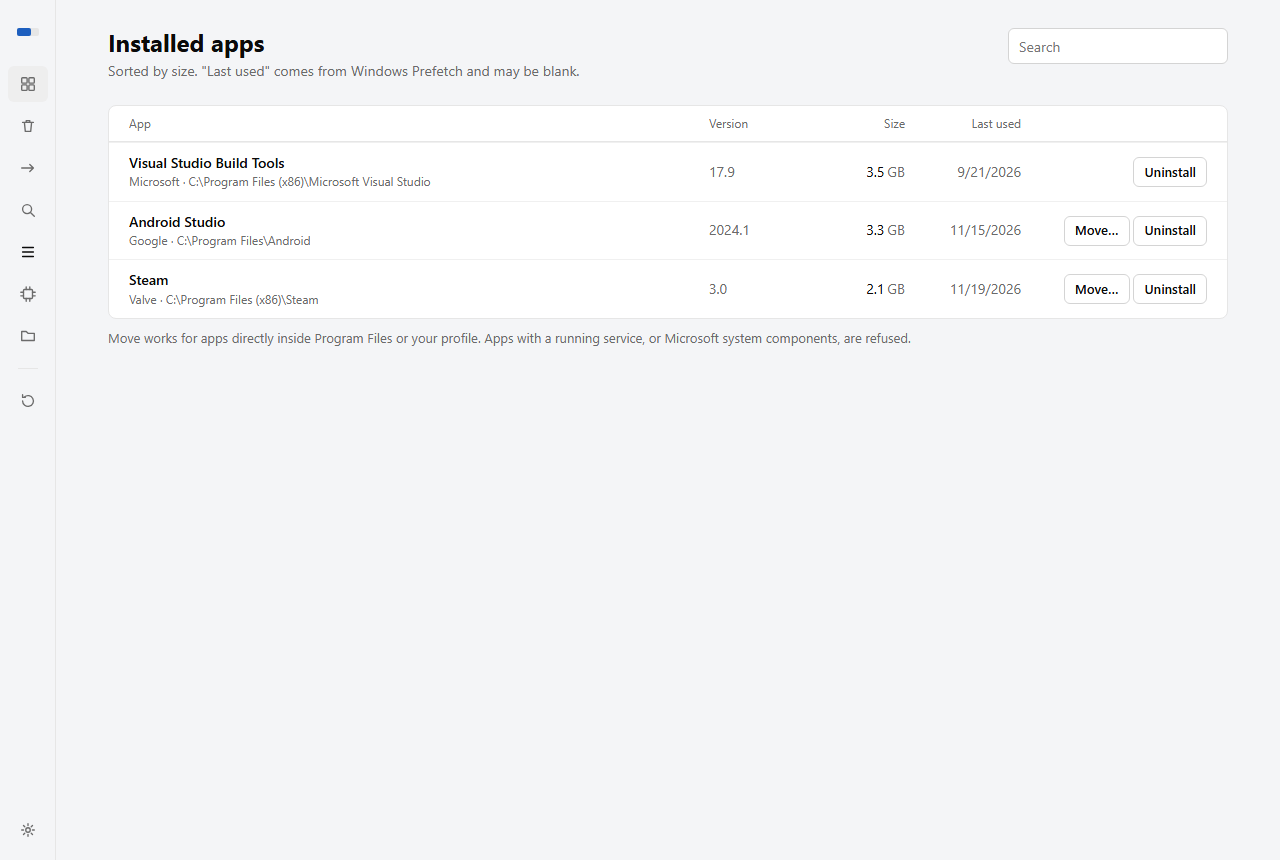 Installed apps
Search
Sorted by size. "Last used" comes from Windows Prefetch and may be blank.
App Version Size Last used
Visual Studio Build Tools
Microsoft · C:\Program Files (x86)\Microsoft Visual Studio
17.9 3.5 GB 9/21/2026 Uninstall
Android Studio
Google · C:\Program Files\Android
2024.1 3.3 GB 11/15/2026 Move... Uninstall
Steam
Valve · C:\Program Files (x86)\Steam
3.0 2.1 GB 11/19/2026 Move... Uninstall
Move works for apps directly inside Program Files or your profile. Apps with a running service, or Microsoft system components, are refused.